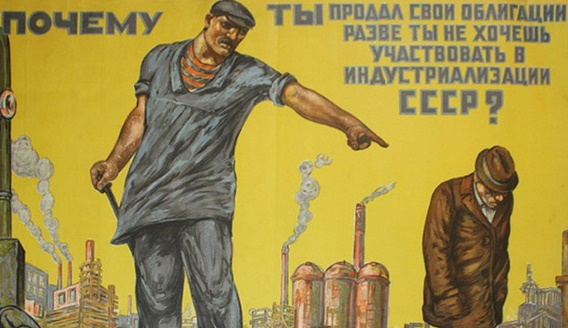 ПОЧЕМУ ТЫ ПРОДАЛ СВОИ ОБЛИГАЦИИ
РАЗВЕ ТЫ НЕ ХОЧЕШЬ
УЧАСТВОВАТЬ В
ИНДУСТРИАЛИЗАЦИИ
СССР?